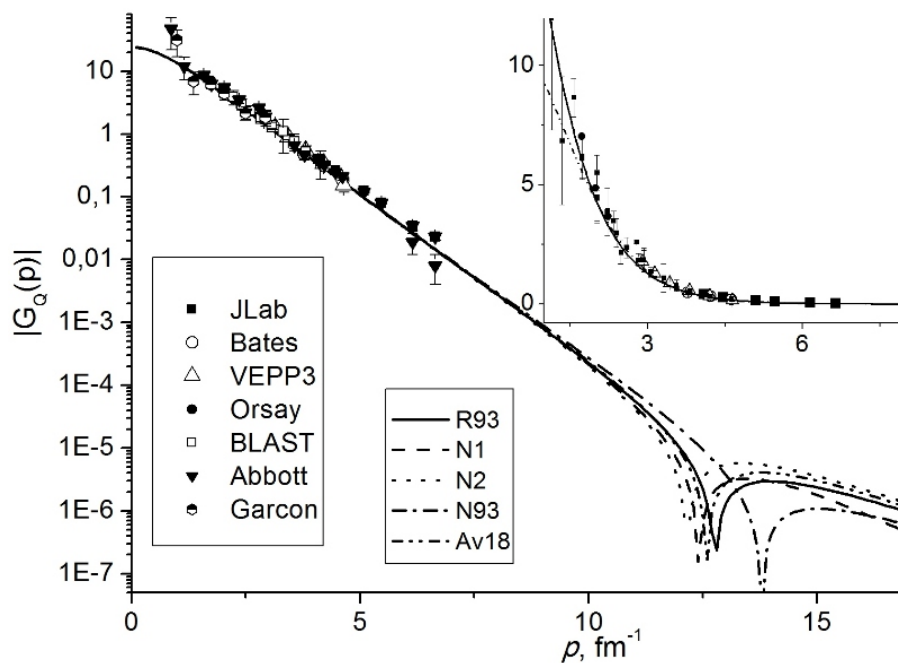 |G_Q(p)|
10
1
0,1
0,01
1E-3
1E-4
1E-5
1E-6
1E-7
0
5
10
15
p, fm⁻¹
JLab
Bates
VEPP3
Orsay
BLAST
Abbott
Garcon
R93
N1
N2
N93
Av18
10
5
0
3
6